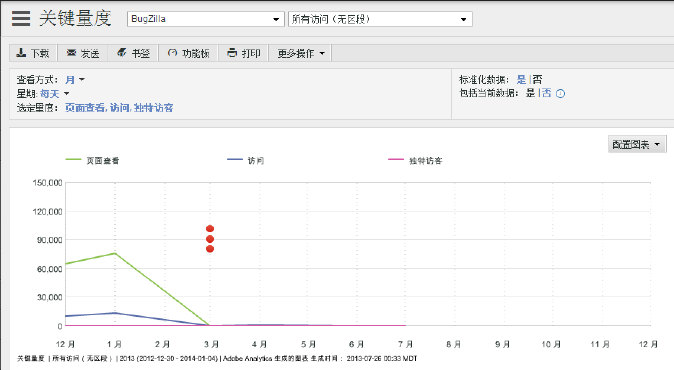 关键量度 BugZilla 所有访问（无区段）
下载 发送 书签 功能板 打印 更多操作
查看方式： 月
星期: 每天
选定量度： 页面查看, 访问, 独特访客
标准化数据： 是 | 否
包括当前数据： 是 | 否
配置图表
页面查看 访问 独特访客
150,000
120,000
90,000
60,000
30,000
0
12 月 1 月 2 月 3 月 4 月 5 月 6 月 7 月 8 月 9 月 10 月 11 月 12 月
关键量度 | 所有访问（无区段） | 2013 (2012-12-30 - 2014-01-04) | Adobe Analytics 生成的图表 生成时间： 2013-07-26 00:33 MDT